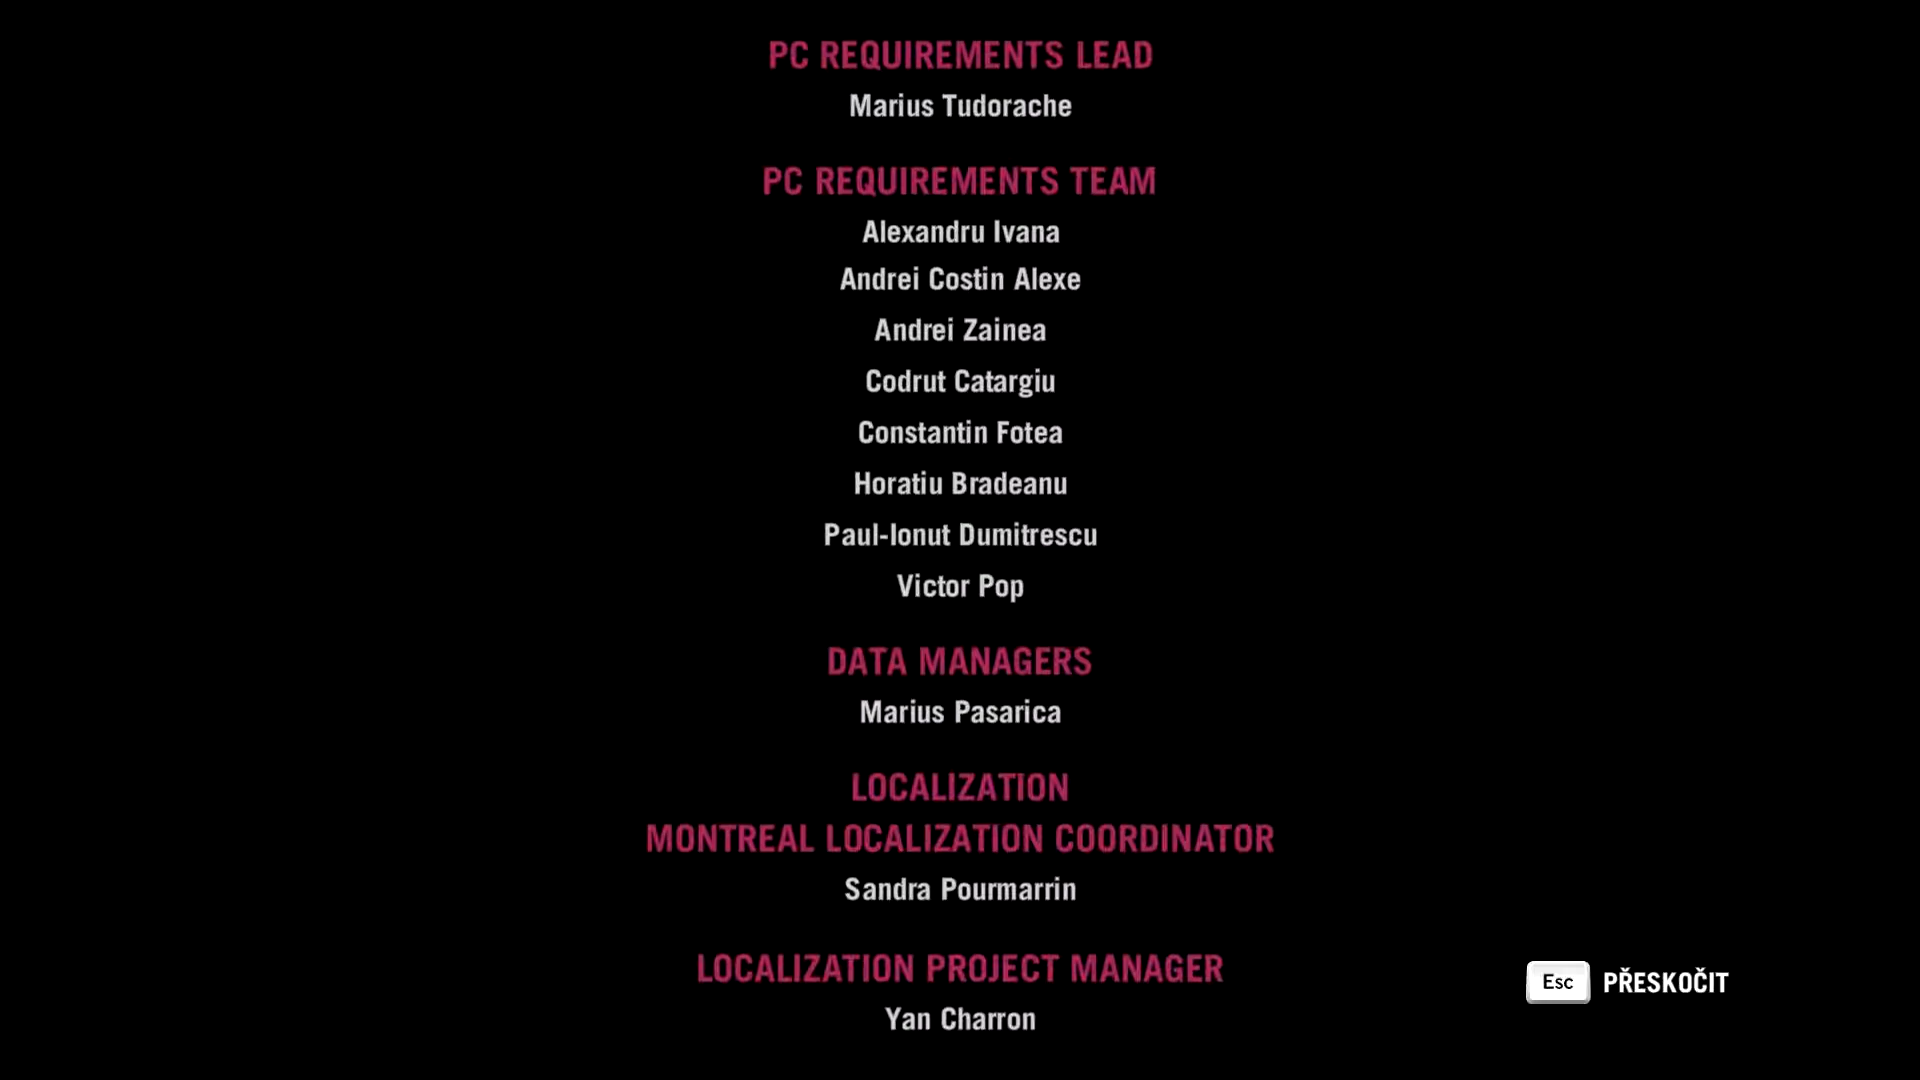 PC REQUIREMENTS LEAD
Marius Tudorache
PC REQUIREMENTS TEAM
Alexandru Ivana
Andrei Costin Alexe
Andrei Zainea
Codrut Catargiu
Constantin Fotea
Horatiu Bradeanu
Paul-Ionut Dumitrescu
Victor Pop
DATA MANAGERS
Marius Pasarica
LOCALIZATION
MONTREAL LOCALIZATION COORDINATOR
Sandra Pourmarrin
LOCALIZATION PROJECT MANAGER
Yan Charron
Esc PŘESKOČIT